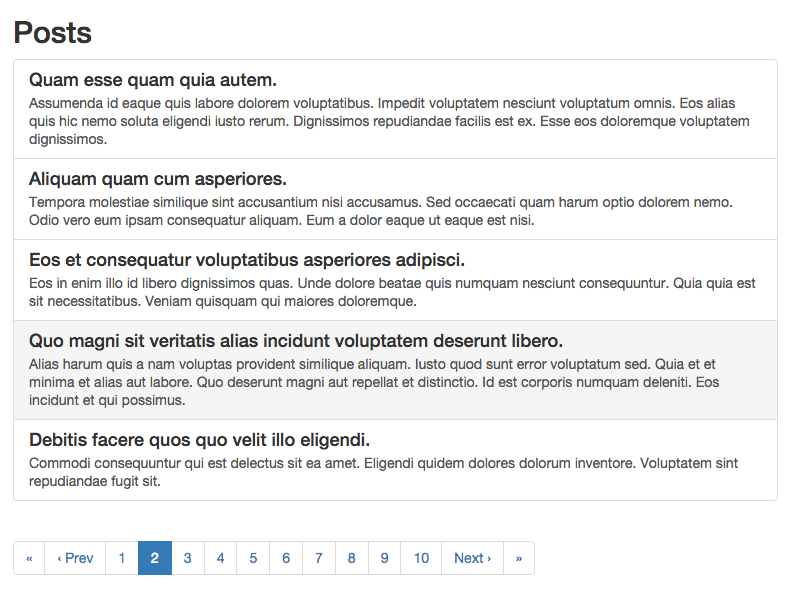 Posts
Quam esse quam quia autem.
Assumenda id eaque quis labore dolorem voluptatibus. Impedit voluptatem nesciunt voluptatum omnis. Eos alias
quis hic nemo soluta eligendi iusto rerum. Dignissimos repudiandae facilis est ex. Esse eos doloremque voluptatem
dignissimos.
Aliquam quam cum asperiores.
Tempora molestiae similique sint accusantium nisi accusamus. Sed occaecati quam harum optio dolorem nemo.
Odio vero eum ipsam consequatur aliquam. Eum a dolor eaque ut eaque est nisi.
Eos et consequatur voluptatibus asperiores adipisci.
Eos in enim illo id libero dignissimos quas. Unde dolore beatae quis numquam nesciunt consequuntur. Quia quia est
sit necessitatibus. Veniam quisquam qui maiores doloremque.
Quo magni sit veritatis alias incidunt voluptatem deserunt libero.
Alias harum quis a nam voluptas provident similique aliquam. Iusto quod sunt error voluptatum sed. Quia et et
minima et alias aut labore. Quo deserunt magni aut repellat et distinctio. Id est corporis numquam deleniti. Eos
incidunt et qui possimus.
Debitis facere quos quo velit illo eligendi.
Commodi consequuntur qui est delectus sit ea amet. Eligendi quidem dolores dolorum inventore. Voluptatem sint
repudiandae fugit sit.
« ‹ Prev 1 2 3 4 5 6 7 8 9 10 Next › »